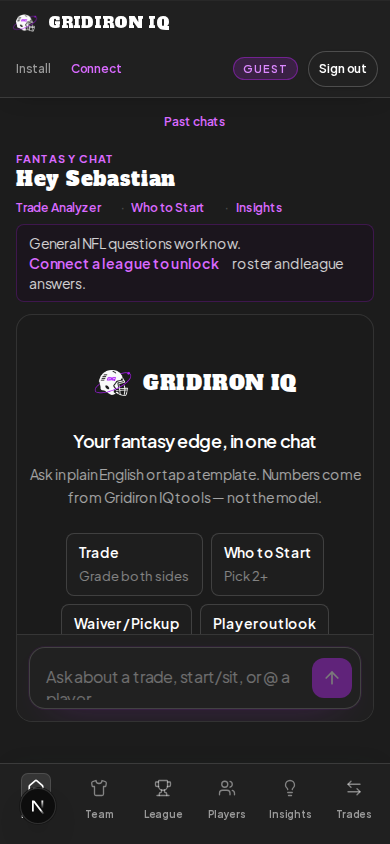 GRIDIRON IQ
Install Connect GUEST Sign out
Past chats
FANTASY CHAT
Hey Sebastian
Trade Analyzer · Who to Start · Insights
General NFL questions work now.
Connect a league to unlock roster and league
answers.
GRIDIRON IQ
Your fantasy edge, in one chat
Ask in plain English or tap a template. Numbers come
from Gridiron IQ tools — not the model.
Trade Who to Start
Grade both sides Pick 2+
Waiver / Pickup Player outlook
Ask about a trade, start/sit, or @ a
player
N
Team League Players Insights Trades